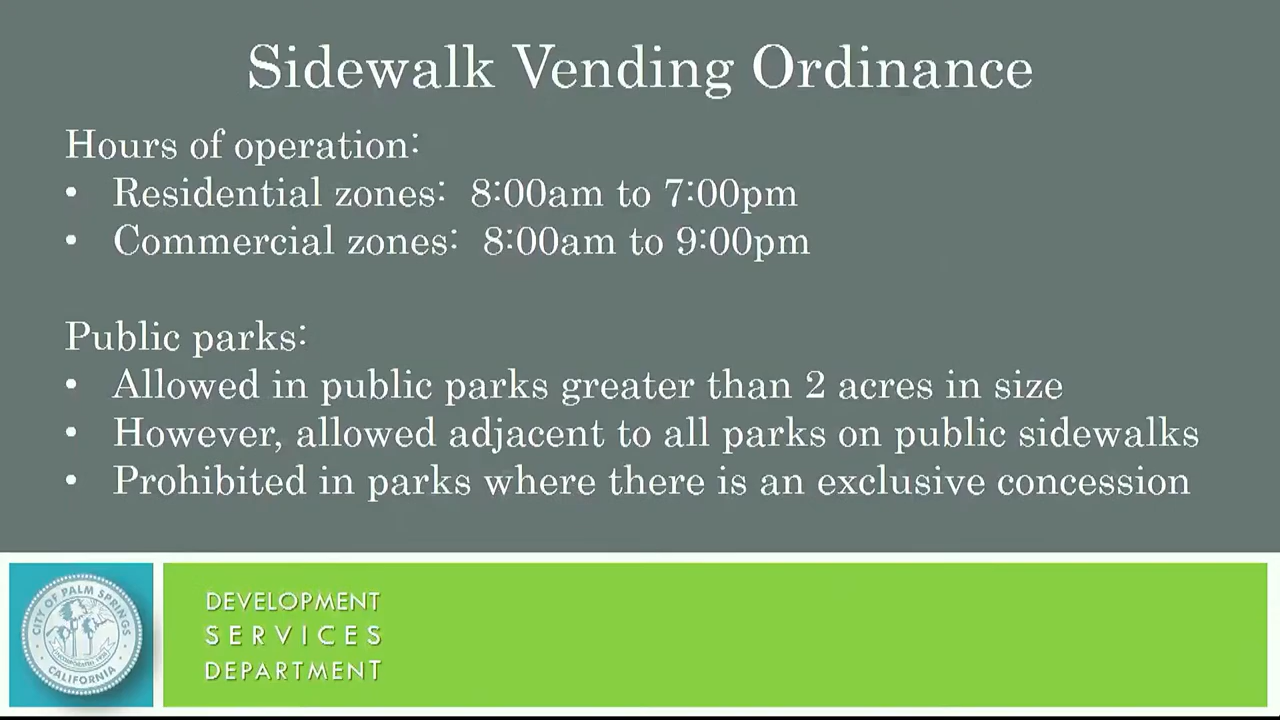 Sidewalk Vending Ordinance
Hours of operation:
• Residential zones: 8:00am to 7:00pm
• Commercial zones: 8:00am to 9:00pm
Public parks:
• Allowed in public parks greater than 2 acres in size
• However, allowed adjacent to all parks on public sidewalks
• Prohibited in parks where there is an exclusive concession
CITY OF PALM SPRINGS
CALIFORNIA
DEVELOPMENT
SERVICES
DEPARTMENT